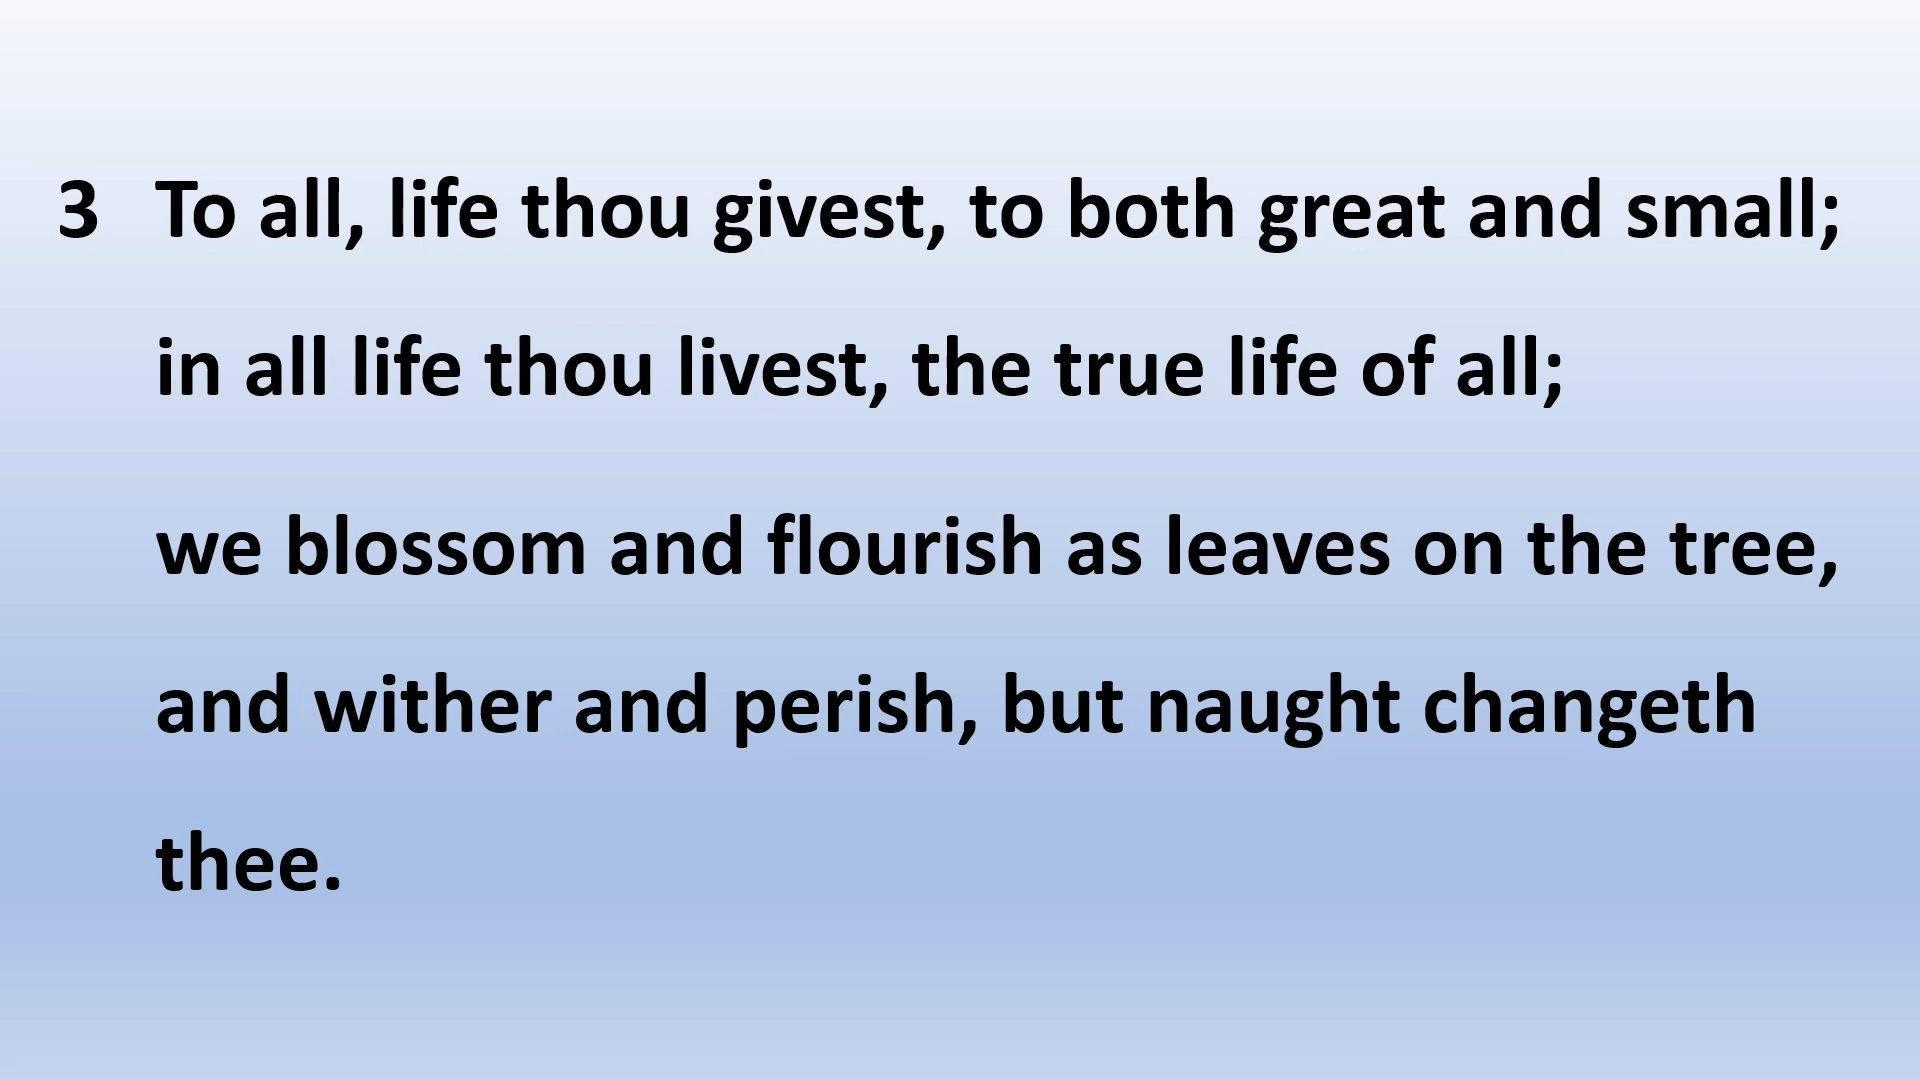 3 To all, life thou givest, to both great and small;
in all life thou livest, the true life of all;
we blossom and flourish as leaves on the tree,
and wither and perish, but naught changeth
thee.